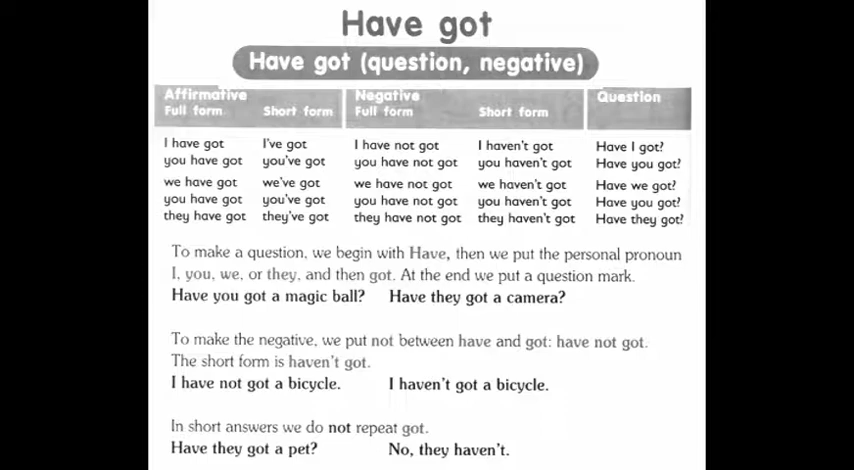 Have got
Have got (question, negative)
Affirmative Negative Question
Full form Short form Full form Short form
I have got I've got I have not got I haven't got Have I got?
you have got you've got you have not got you haven't got Have you got?
we have got we've got we have not got we haven't got Have we got?
you have got you've got you have not got you haven't got Have you got?
they have got they've got they have not got they haven't got Have they got?
To make a question, we begin with Have, then we put the personal pronoun
I, you, we, or they, and then got. At the end we put a question mark.
Have you got a magic ball? Have they got a camera?
To make the negative, we put not between have and got: have not got.
The short form is haven't got.
I have not got a bicycle. I haven't got a bicycle.
In short answers we do not repeat got.
Have they got a pet? No, they haven't.